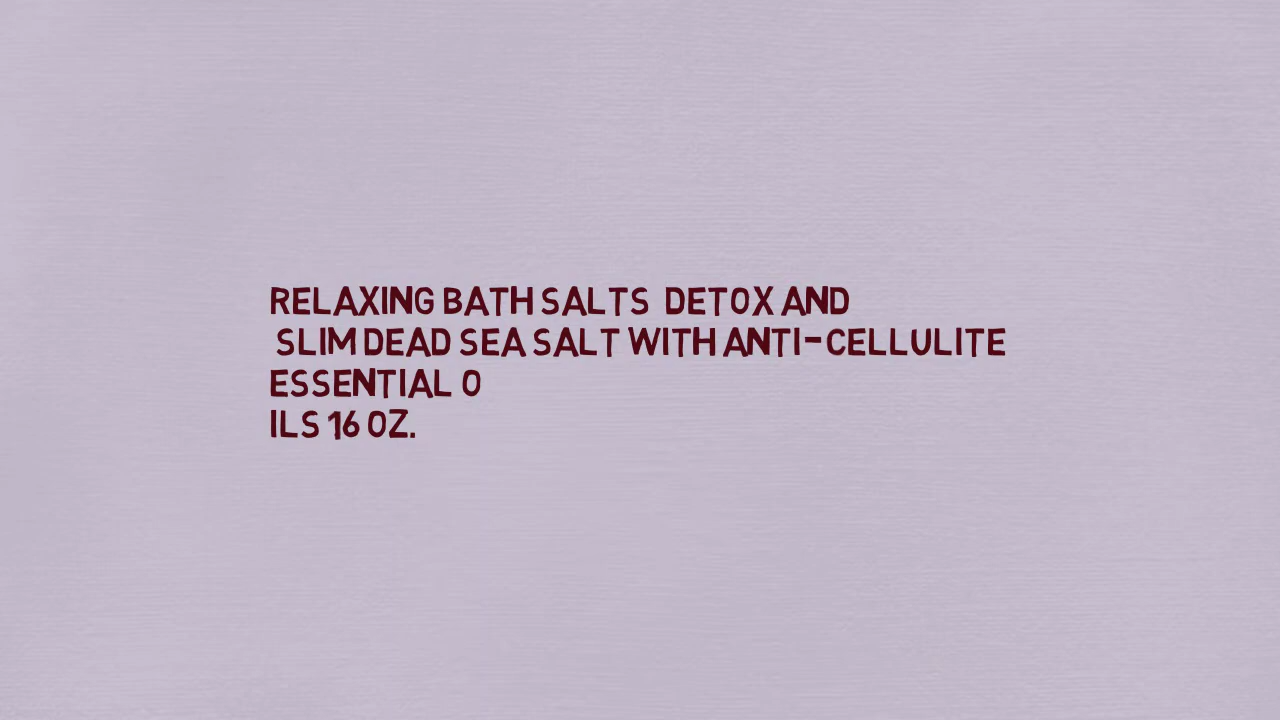 RELAXING BATH SALTS  DETOX AND
 SLIM DEAD SEA SALT WITH ANTI-CELLULITE
ESSENTIAL O
ILS 16 OZ.